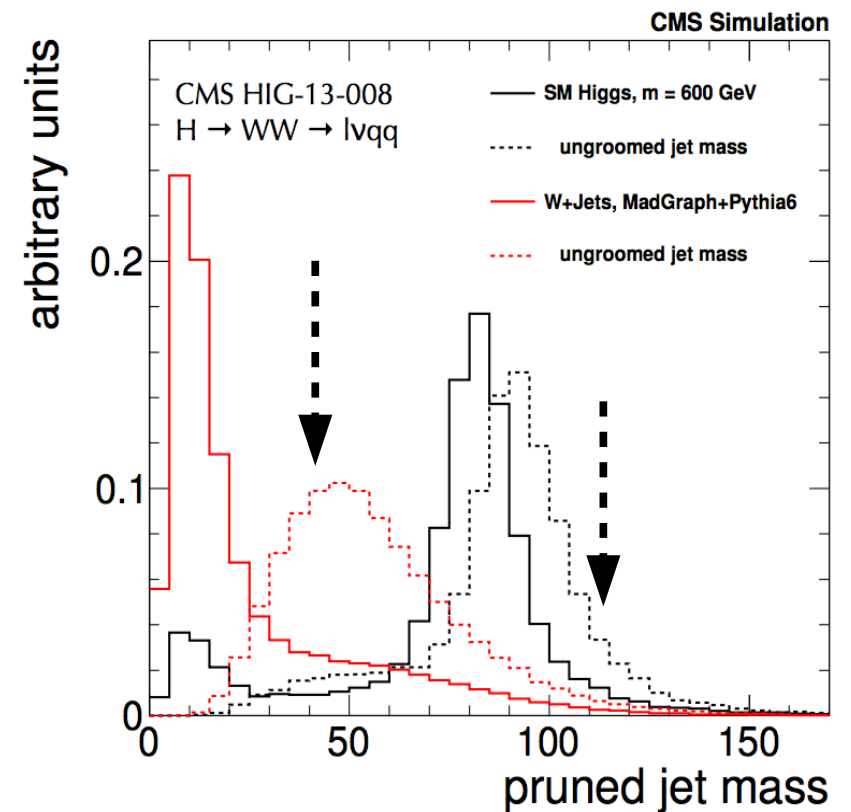 CMS Simulation
arbitrary units
CMS HIG-13-008
H → WW → lνqq
SM Higgs, m = 600 GeV
ungroomed jet mass
W+Jets, MadGraph+Pythia6
ungroomed jet mass
0.2
0.1
0
0 50 100 150
pruned jet mass